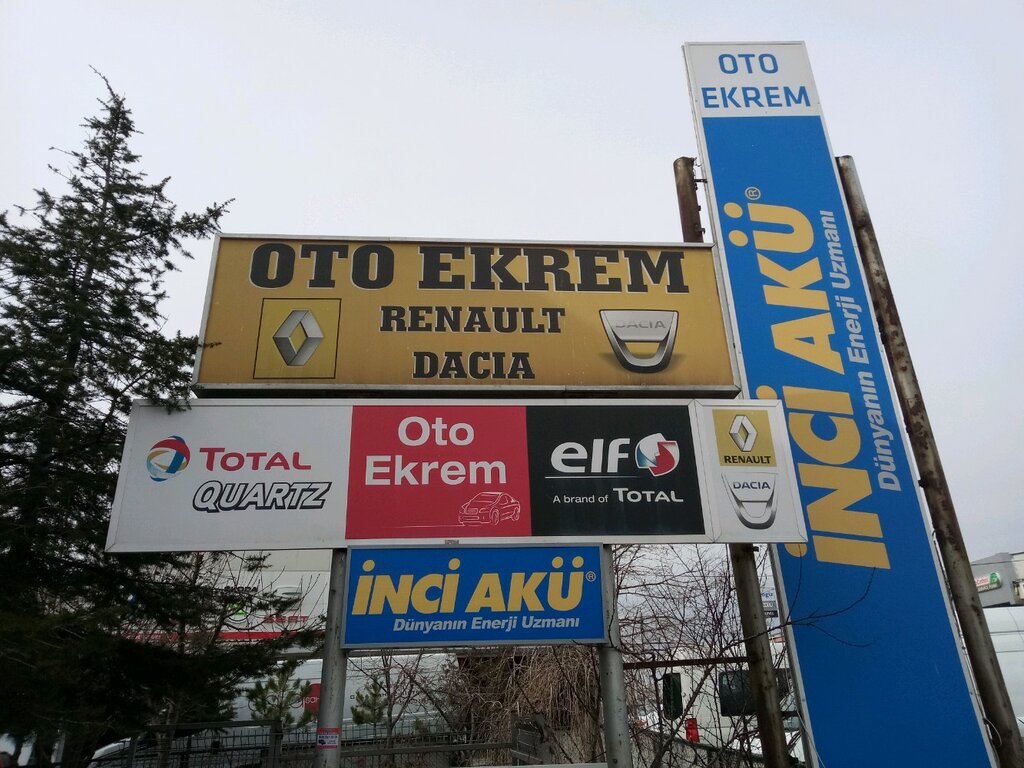 OTO
EKREM
İNCİ AKÜ®
Dünyanın Enerji Uzmanı
OTO EKREM
RENAULT
DACIA
DACIA
TOTAL
QUARTZ
Oto
Ekrem
elf
A brand of TOTAL
RENAULT
DACIA
İNCİ AKÜ®
Dünyanın Enerji Uzmanı
SEAT